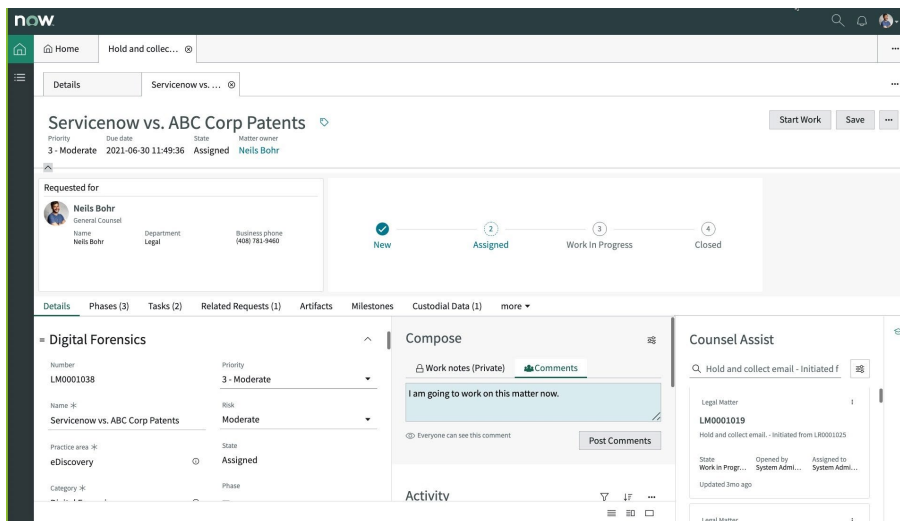 now
Home
Hold and collec...
Details
Servicenow vs. ...
Servicenow vs. ABC Corp Patents
Start Work
Save
Priority
Due date
State
Matter owner
3 - Moderate
2021-06-30 11:49:36
Assigned
Neils Bohr
Requested for
Neils Bohr
General Counsel
Name
Department
Business phone
Neils Bohr
Legal
(408) 781-9460
2
3
4
New
Assigned
Work In Progress
Closed
Details
Phases (3)
Tasks (2)
Related Requests (1)
Artifacts
Milestones
Custodial Data (1)
more
Digital Forensics
Number
Priority
LM0001038
3 - Moderate
Name
Risk
Servicenow vs. ABC Corp Patents
Moderate
Practice area
State
eDiscovery
Assigned
Category
Phase
Compose
Work notes (Private)
Comments
I am going to work on this matter now.
Everyone can see this comment
Post Comments
Activity
Counsel Assist
Hold and collect email - Initiated f
Legal Matter
LM0001019
Hold and collect email. - Initiated from LR0001025
State
Opened by
Assigned to
Work in Progr...
System Admi...
System Admi...
Updated 3mo ago
Legal Matter